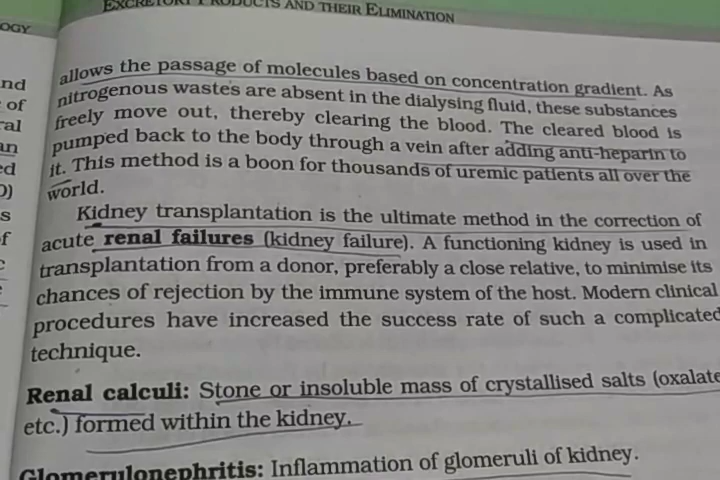 EXCRETORY PRODUCTS AND THEIR ELIMINATION
OGY
nd
of
an
allows the passage of molecules based on concentration gradient. As
nitrogenous wastes are absent in the dialysing fluid, these substances
freely move out, thereby clearing the blood. The cleared blood is
pumped back to the body through a vein after adding anti-heparin to
it. This method is a boon for thousands of uremic patients all over the
world.
Kidney transplantation is the ultimate method in the correction of
acute renal failures (kidney failure). A functioning kidney is used in
transplantation from a donor, preferably a close relative, to minimise its
chances of rejection by the immune system of the host. Modern clinical
procedures have increased the success rate of such a complicated
technique.
Renal calculi: Stone or insoluble mass of crystallised salts (oxalate
etc.) formed within the kidney.
Glomerulonephritis: Inflammation of glomeruli of kidney.